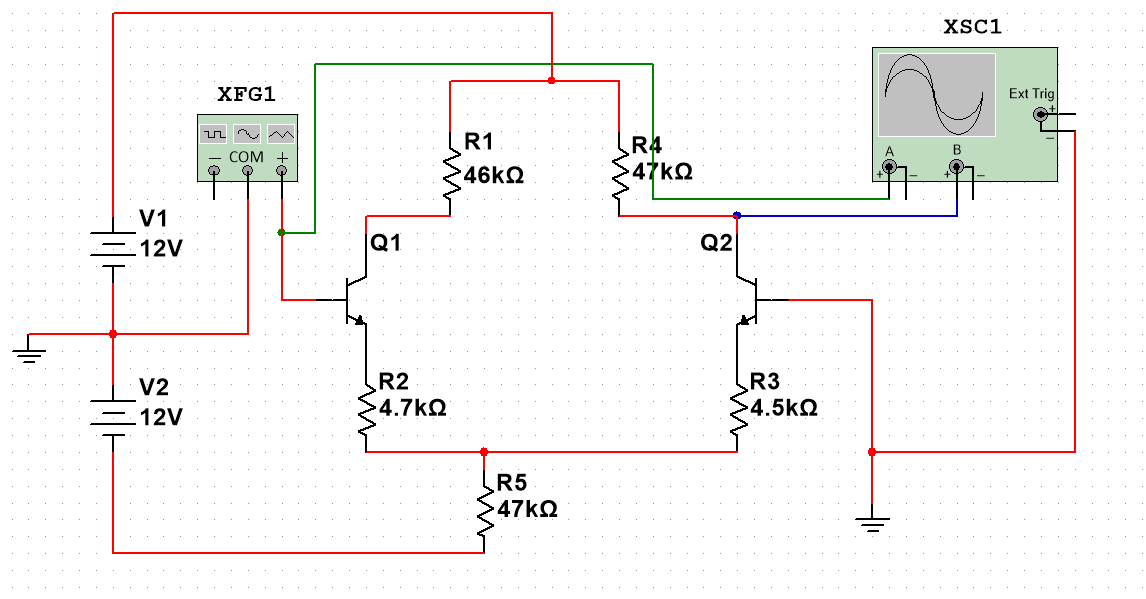 XSC1
XFG1
Ext Trig
+
−
− COM +
A B
+ − + −
R1
46kΩ
R4
47kΩ
V1
12V
Q1
Q2
V2
12V
R2
4.7kΩ
R3
4.5kΩ
R5
47kΩ